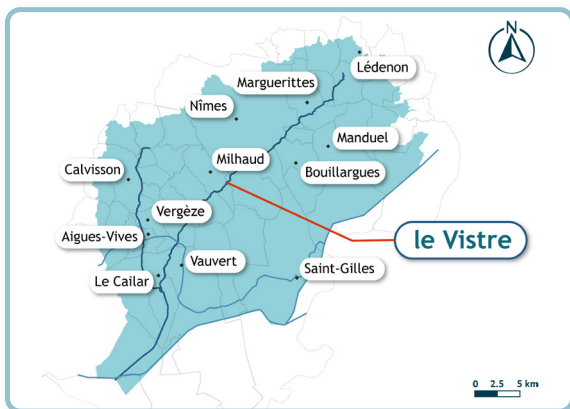 N
Lédenon
Marguerittes
Nîmes
Manduel
Milhaud
Bouillargues
Calvisson
Vergèze
Aigues-Vives
le Vistre
Vauvert
Saint-Gilles
Le Cailar
0 2.5 5 km